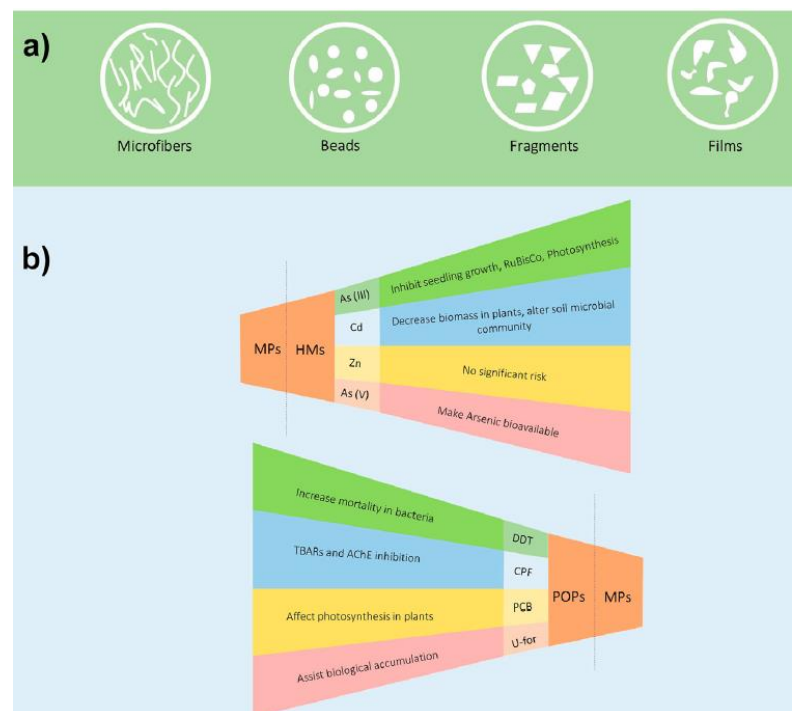 a)
Microfibers
Beads
Fragments
Films
b)
MPs
HMs
As (III)
Inhibit seedling growth, RuBisCo, Photosynthesis
Cd
Decrease biomass in plants, alter soil microbial
community
Zn
No significant risk
As (V)
Make Arsenic bioavailable
Increase mortality in bacteria
DDT
TBARs and AChE inhibition
CPF
Affect photosynthesis in plants
PCB
Assist biological accumulation
U-for
POPs
MPs